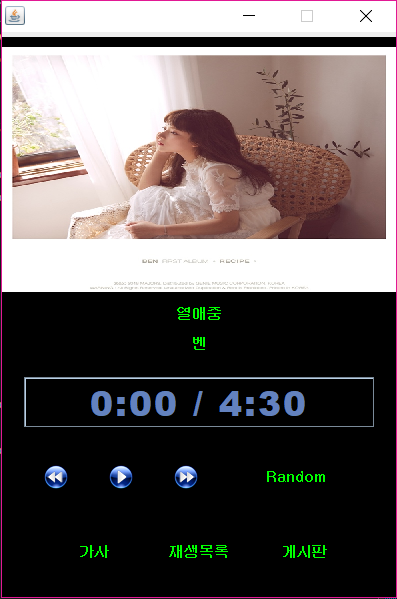 BEN FIRST ALBUM - RECIPE -
열애중
벤
0:00 / 4:30
Random
가사 재생목록 게시판